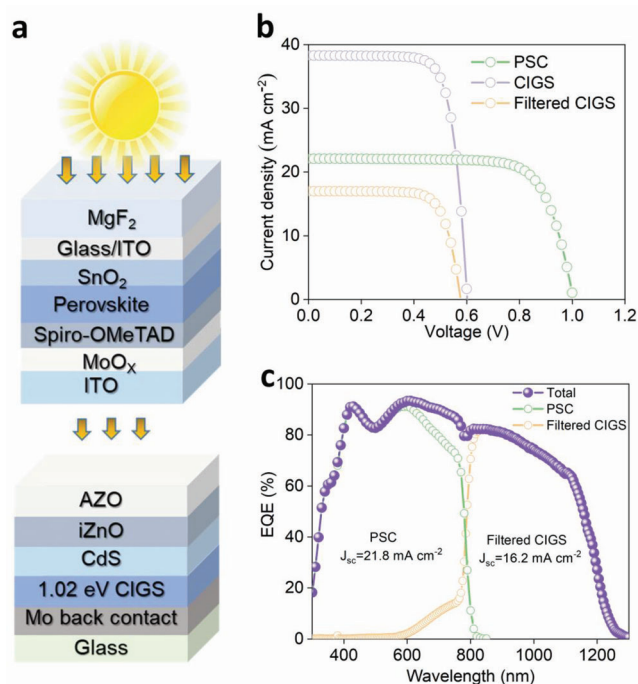 a
MgF₂
Glass/ITO
SnO₂
Perovskite
Spiro-OMeTAD
MoOₓ
ITO
AZO
iZnO
CdS
1.02 eV CIGS
Mo back contact
Glass
b
40
30
20
10
0
0.0 0.2 0.4 0.6 0.8 1.0 1.2
Current density (mA cm⁻²)
Voltage (V)
PSC
CIGS
Filtered CIGS
c
100
80
60
40
20
0
400 600 800 1000 1200
EQE (%)
Wavelength (nm)
Total
PSC
Filtered CIGS
PSC
Jsc=21.8 mA cm⁻²
Filtered CIGS
Jsc=16.2 mA cm⁻²